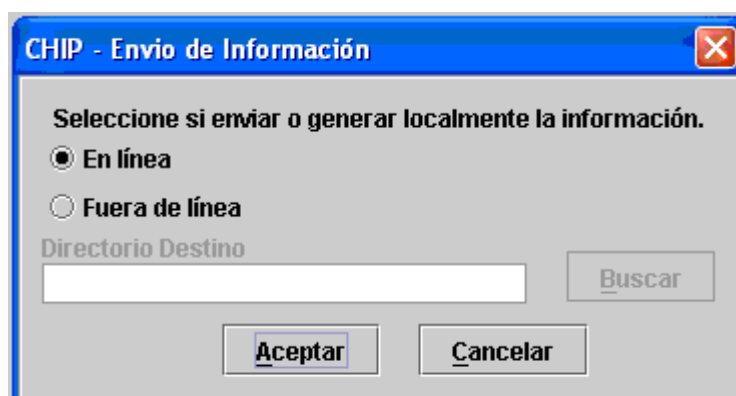 CHIP - Envio de Información
Seleccione si enviar o generar localmente la información.
En línea
Fuera de línea
Directorio Destino
Buscar
Aceptar Cancelar